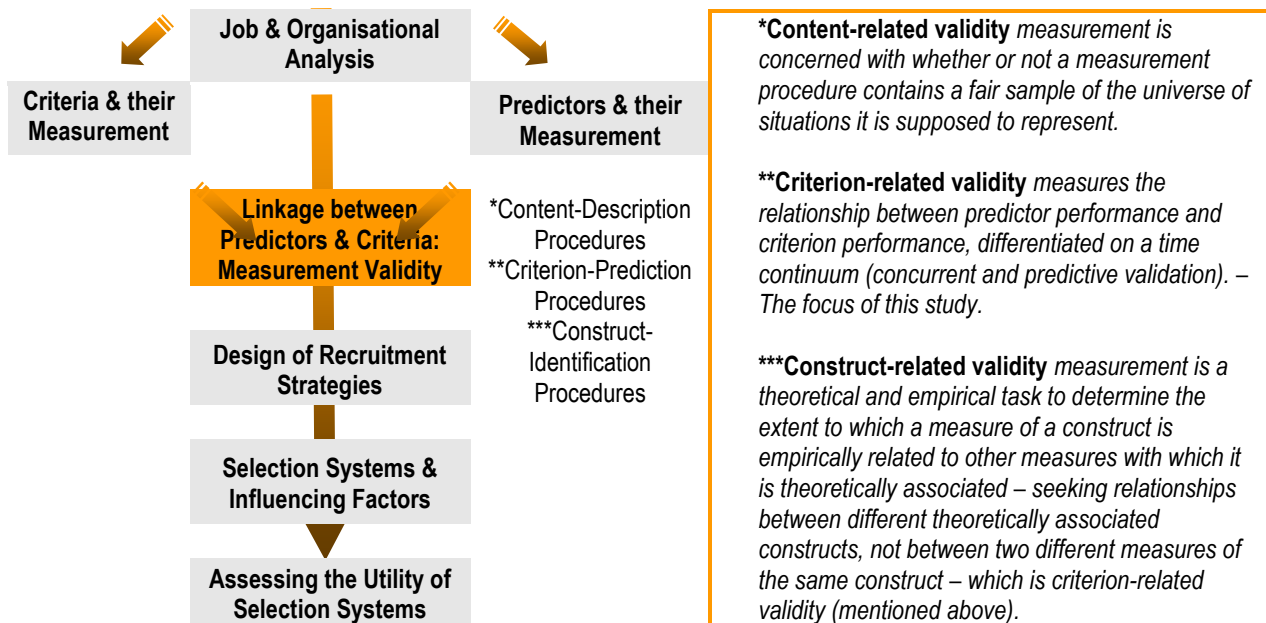 Job & Organisational
Analysis
Criteria & their
Measurement
Predictors & their
Measurement
Linkage between
Predictors & Criteria:
Measurement Validity
*Content-Description
Procedures
**Criterion-Prediction
Procedures
***Construct-
Identification
Procedures
Design of Recruitment
Strategies
Selection Systems &
Influencing Factors
Assessing the Utility of
Selection Systems
*Content-related validity measurement is
concerned with whether or not a measurement
procedure contains a fair sample of the universe of
situations it is supposed to represent.
**Criterion-related validity measures the
relationship between predictor performance and
criterion performance, differentiated on a time
continuum (concurrent and predictive validation). –
The focus of this study.
***Construct-related validity measurement is a
theoretical and empirical task to determine the
extent to which a measure of a construct is
empirically related to other measures with which it
is theoretically associated – seeking relationships
between different theoretically associated
constructs, not between two different measures of
the same construct – which is criterion-related
validity (mentioned above).